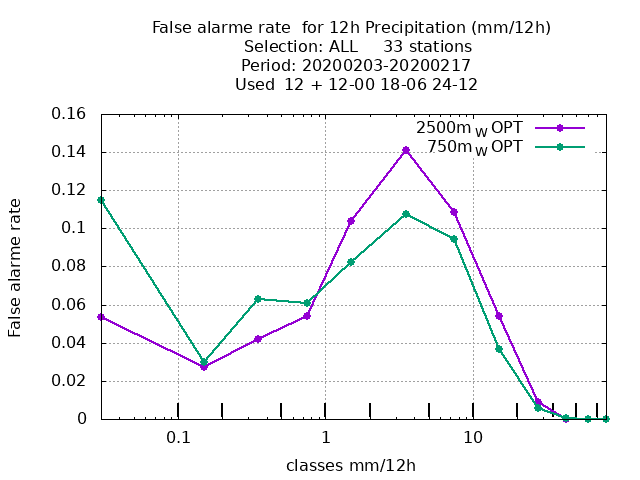 False alarme rate  for 12h Precipitation (mm/12h)
Selection: ALL     33 stations
Period: 20200203-20200217
Used  12 + 12-00 18-06 24-12
2500m W OPT
750m W OPT
False alarme rate
0.16
0.14
0.12
0.1
0.08
0.06
0.04
0.02
0
0.1 1 10
classes mm/12h